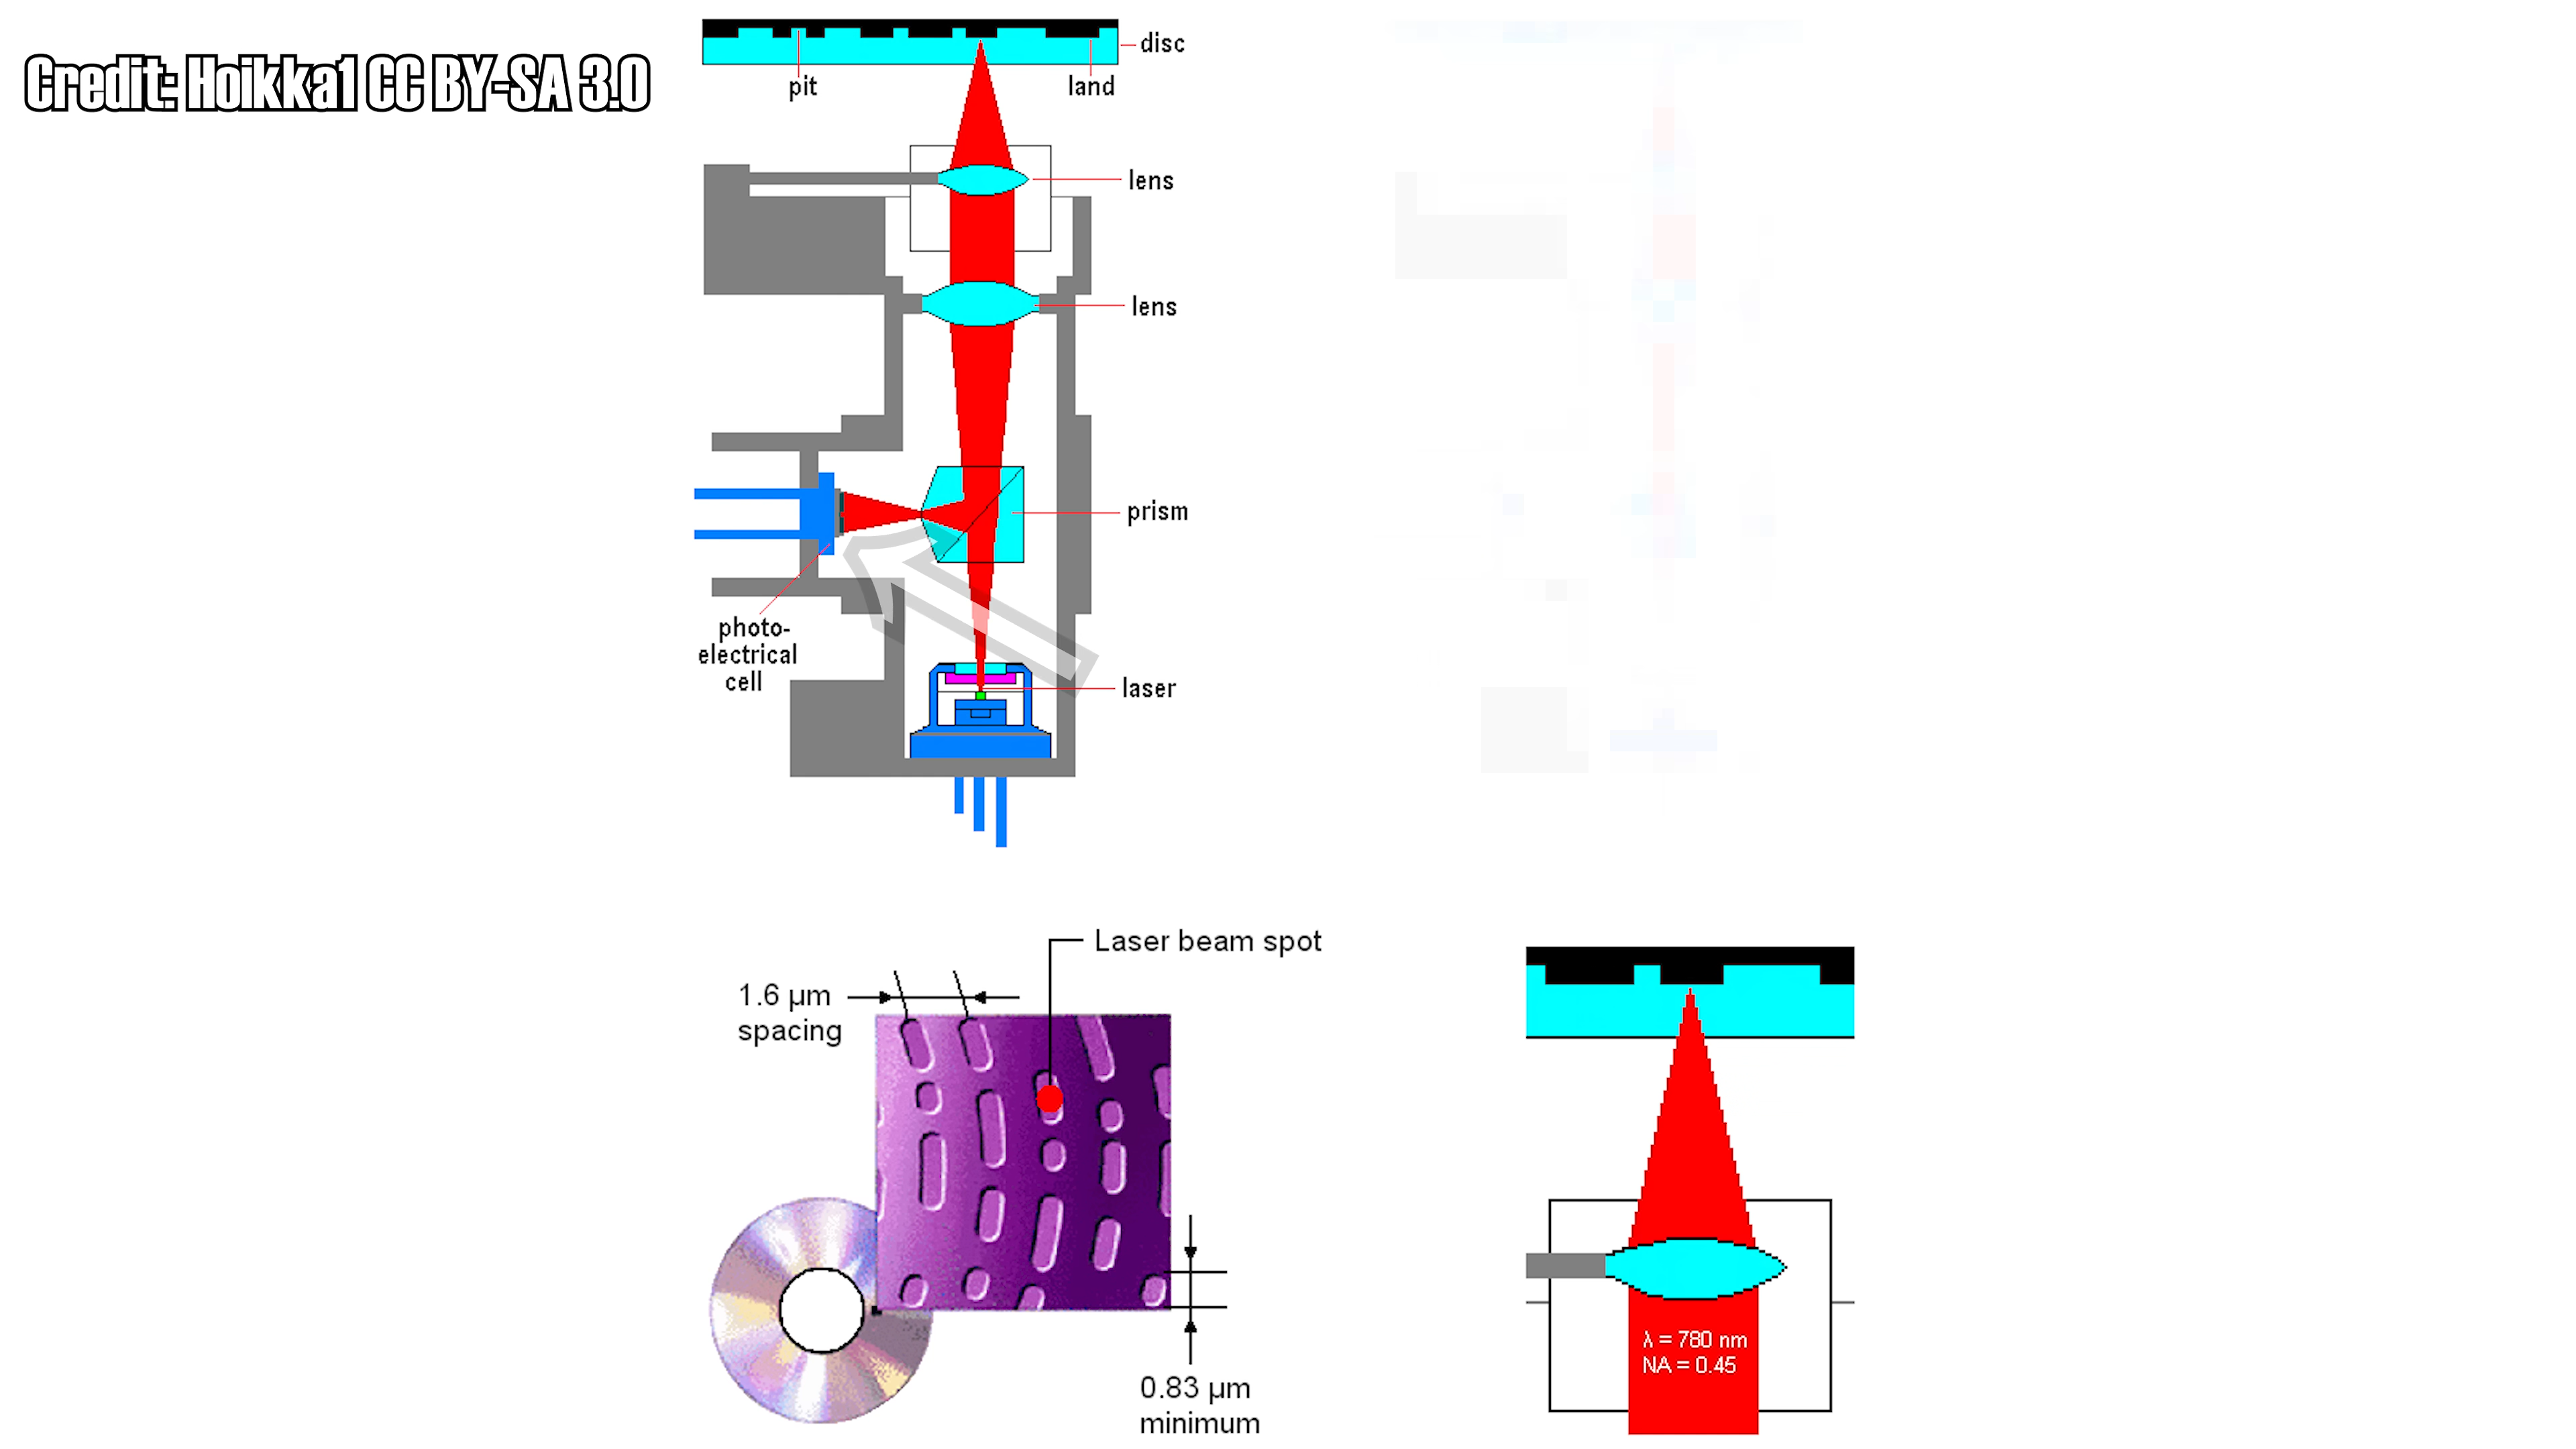 Credit: Hoikka1 CC BY-SA 3.0
disc
pit
land
lens
lens
prism
photo-
electrical
cell
laser
Laser beam spot
1.6 µm
spacing
0.83 µm
minimum
λ = 780 nm
NA = 0.45